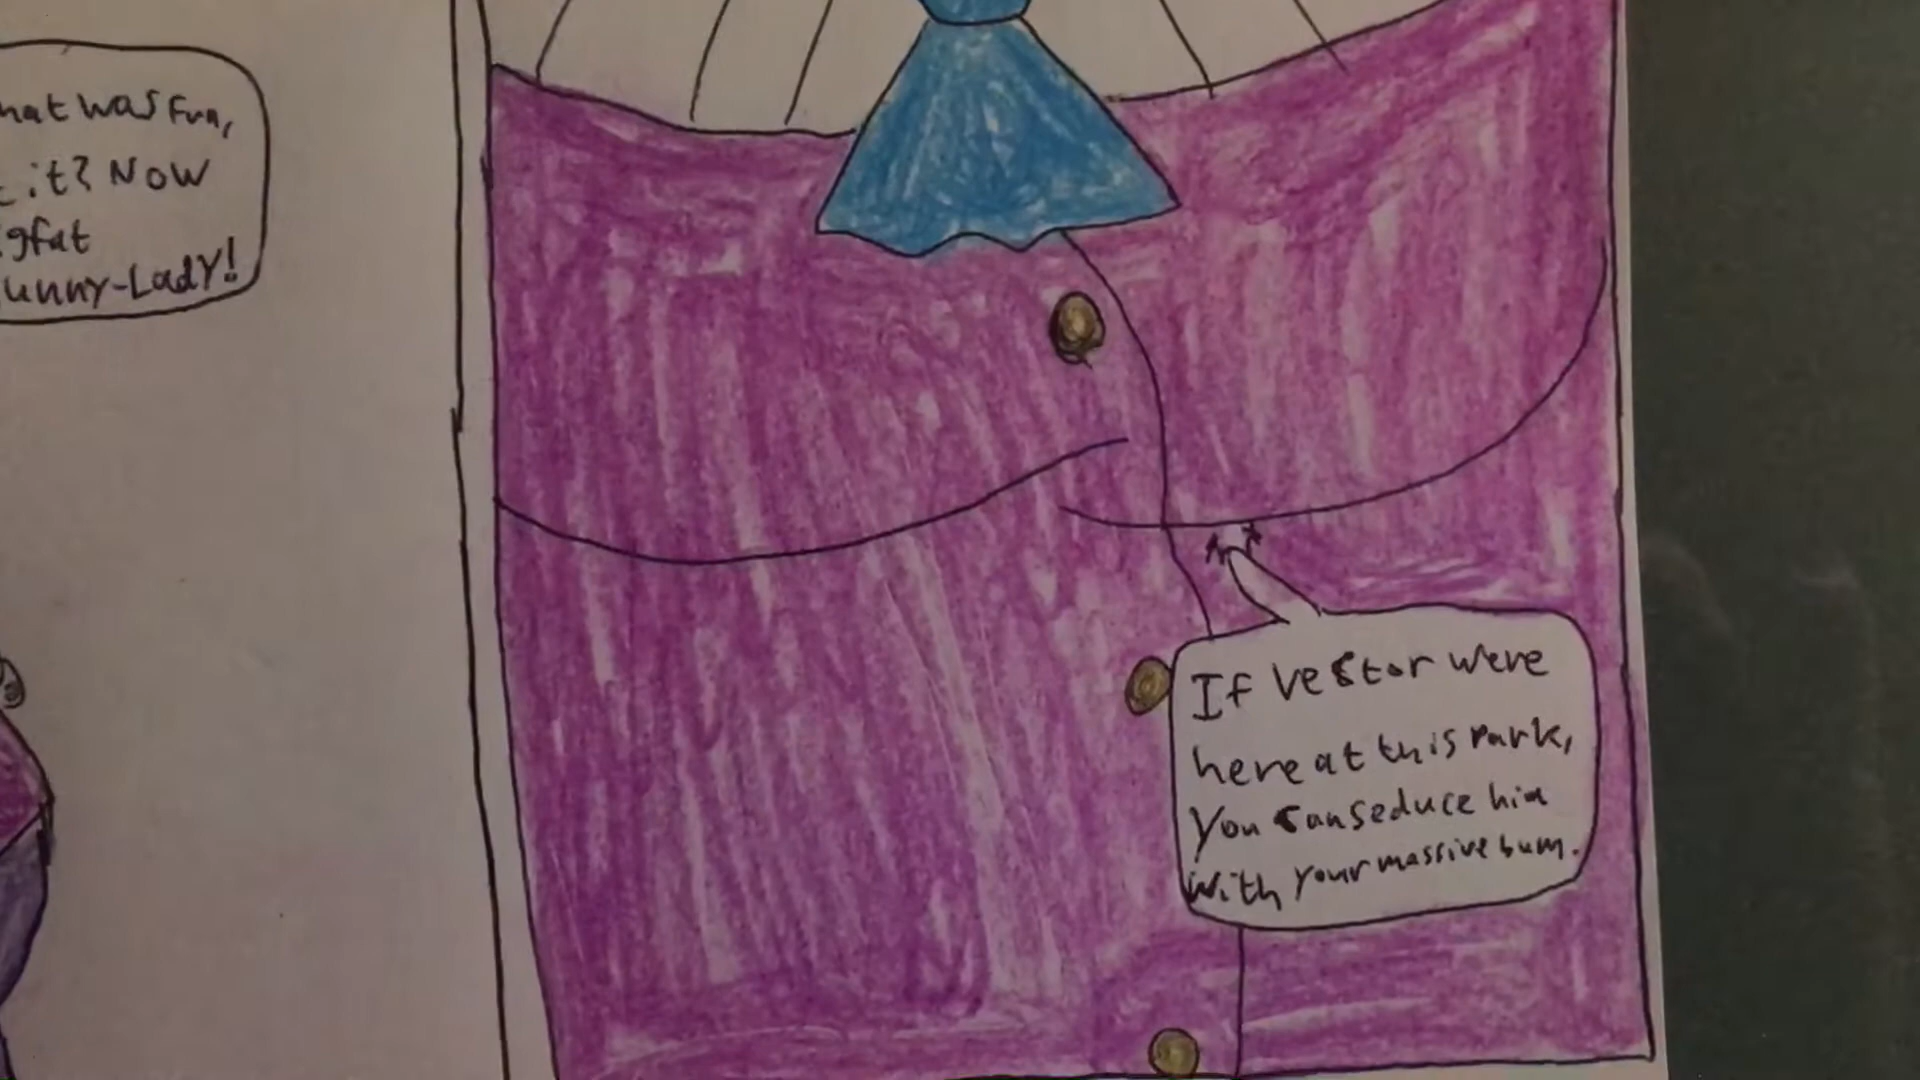 hat was fun,
it? Now
gfat
unny-Lady!
If Vector were
here at this park,
you can seduce him
with your massive bum.